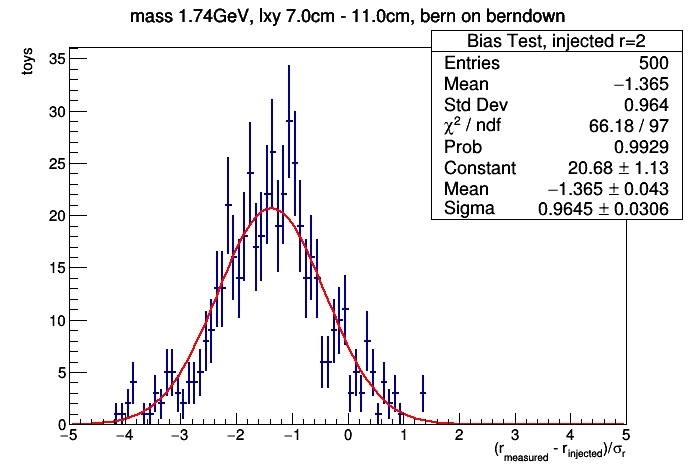 mass 1.74GeV, lxy 7.0cm - 11.0cm, bern on berndown
Bias Test, injected r=2
Entries 500
Mean −1.365
Std Dev 0.964
χ² / ndf 66.18 / 97
Prob 0.9929
Constant 20.68 ± 1.13
Mean −1.365 ± 0.043
Sigma 0.9645 ± 0.0306
toys
35
30
25
20
15
10
5
0
−5 −4 −3 −2 −1 0 1 2 3 4 5
(r_measured - r_injected)/σ_r